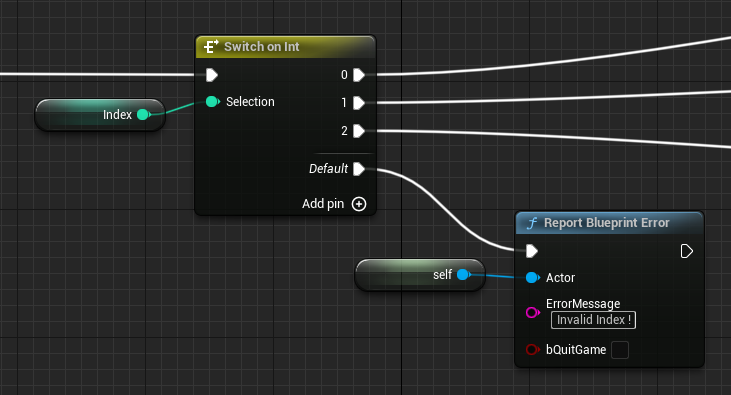 Switch on Int
0
Index
Selection
1
2
Default
Add pin
f Report Blueprint Error
self
Actor
ErrorMessage
Invalid Index !
bQuitGame